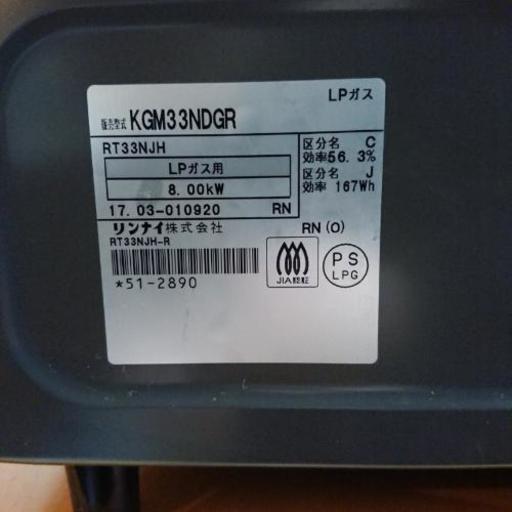 LPガス
販売型式 KGM33NDGR
RT33NJH
LPガス用
8.00kW
17.03-010920 RN
リンナイ株式会社
RT33NJH-R
*51-2890
区分名 C
効率56.3%
区分名 J
効率 167Wh
RN(O)
JIA認証
PS
LPG